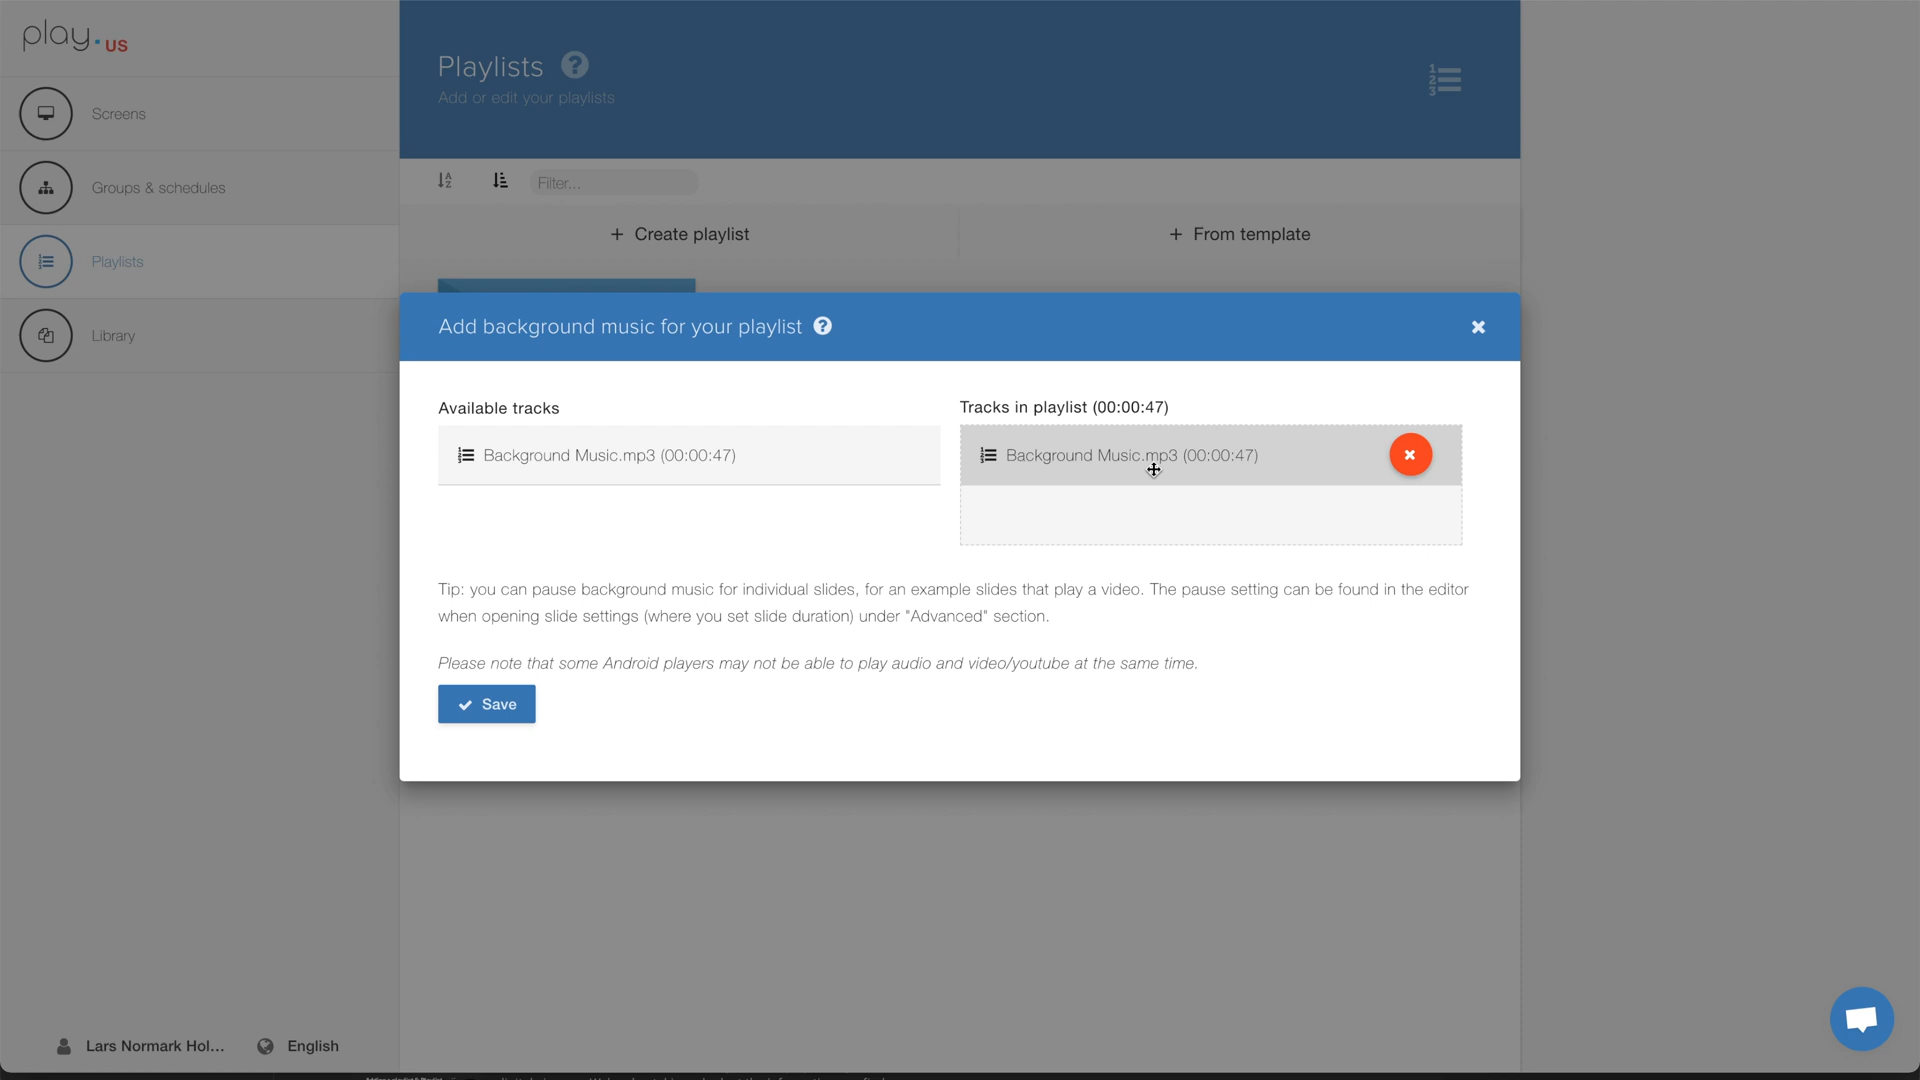 play.us
Screens
Groups & schedules
Playlists
Library
Playlists ?
Add or edit your playlists
Filter...
+ Create playlist
+ From template
Add background music for your playlist ?
Available tracks
Background Music.mp3 (00:00:47)
Tracks in playlist (00:00:47)
Background Music.mp3 (00:00:47)
Tip: you can pause background music for individual slides, for an example slides that play a video. The pause setting can be found in the editor
when opening slide settings (where you set slide duration) under "Advanced" section.
Please note that some Android players may not be able to play audio and video/youtube at the same time.
Save
Lars Normark Hol...
English